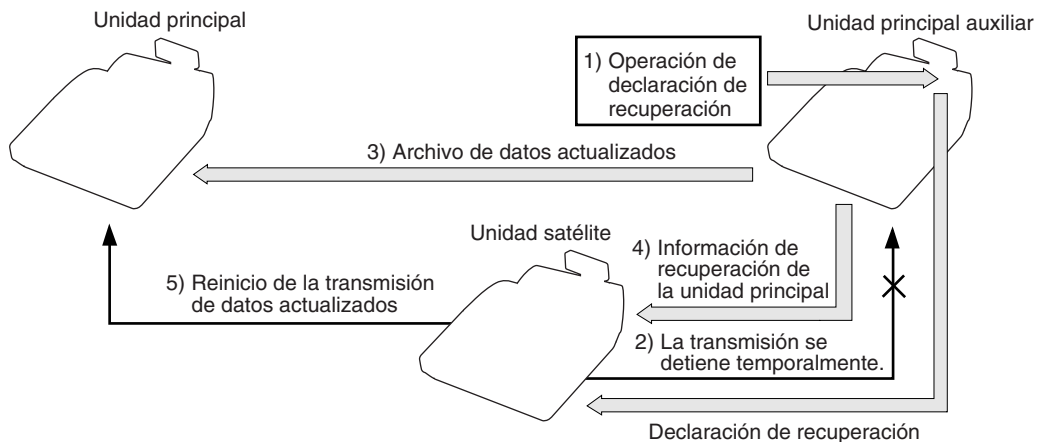 Unidad principal
Unidad principal auxiliar
1) Operación de
declaración de
recuperación
3) Archivo de datos actualizados
Unidad satélite
4) Información de
recuperación de
la unidad principal
5) Reinicio de la transmisión
de datos actualizados
2) La transmisión se
detiene temporalmente.
Declaración de recuperación